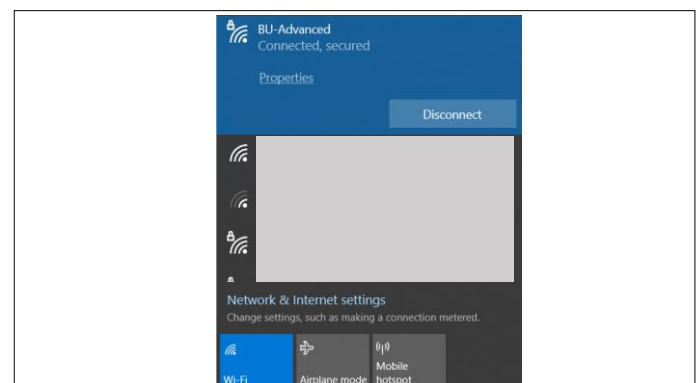 BU-Advanced
Connected, secured
Properties
Disconnect
Network & Internet settings
Change settings, such as making a connection metered.
Wi-Fi
Airplane mode
Mobile
hotspot